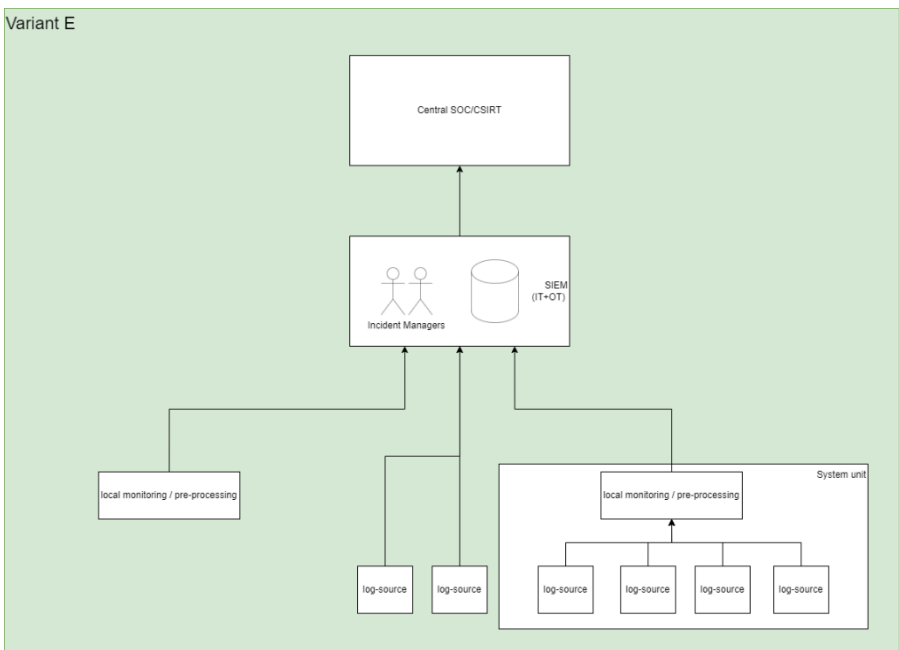 Variant E
Central SOC/CSIRT
SIEM
(IT+OT)
Incident Managers
local monitoring / pre-processing
System unit
local monitoring / pre-processing
log-source
log-source
log-source
log-source
log-source
log-source